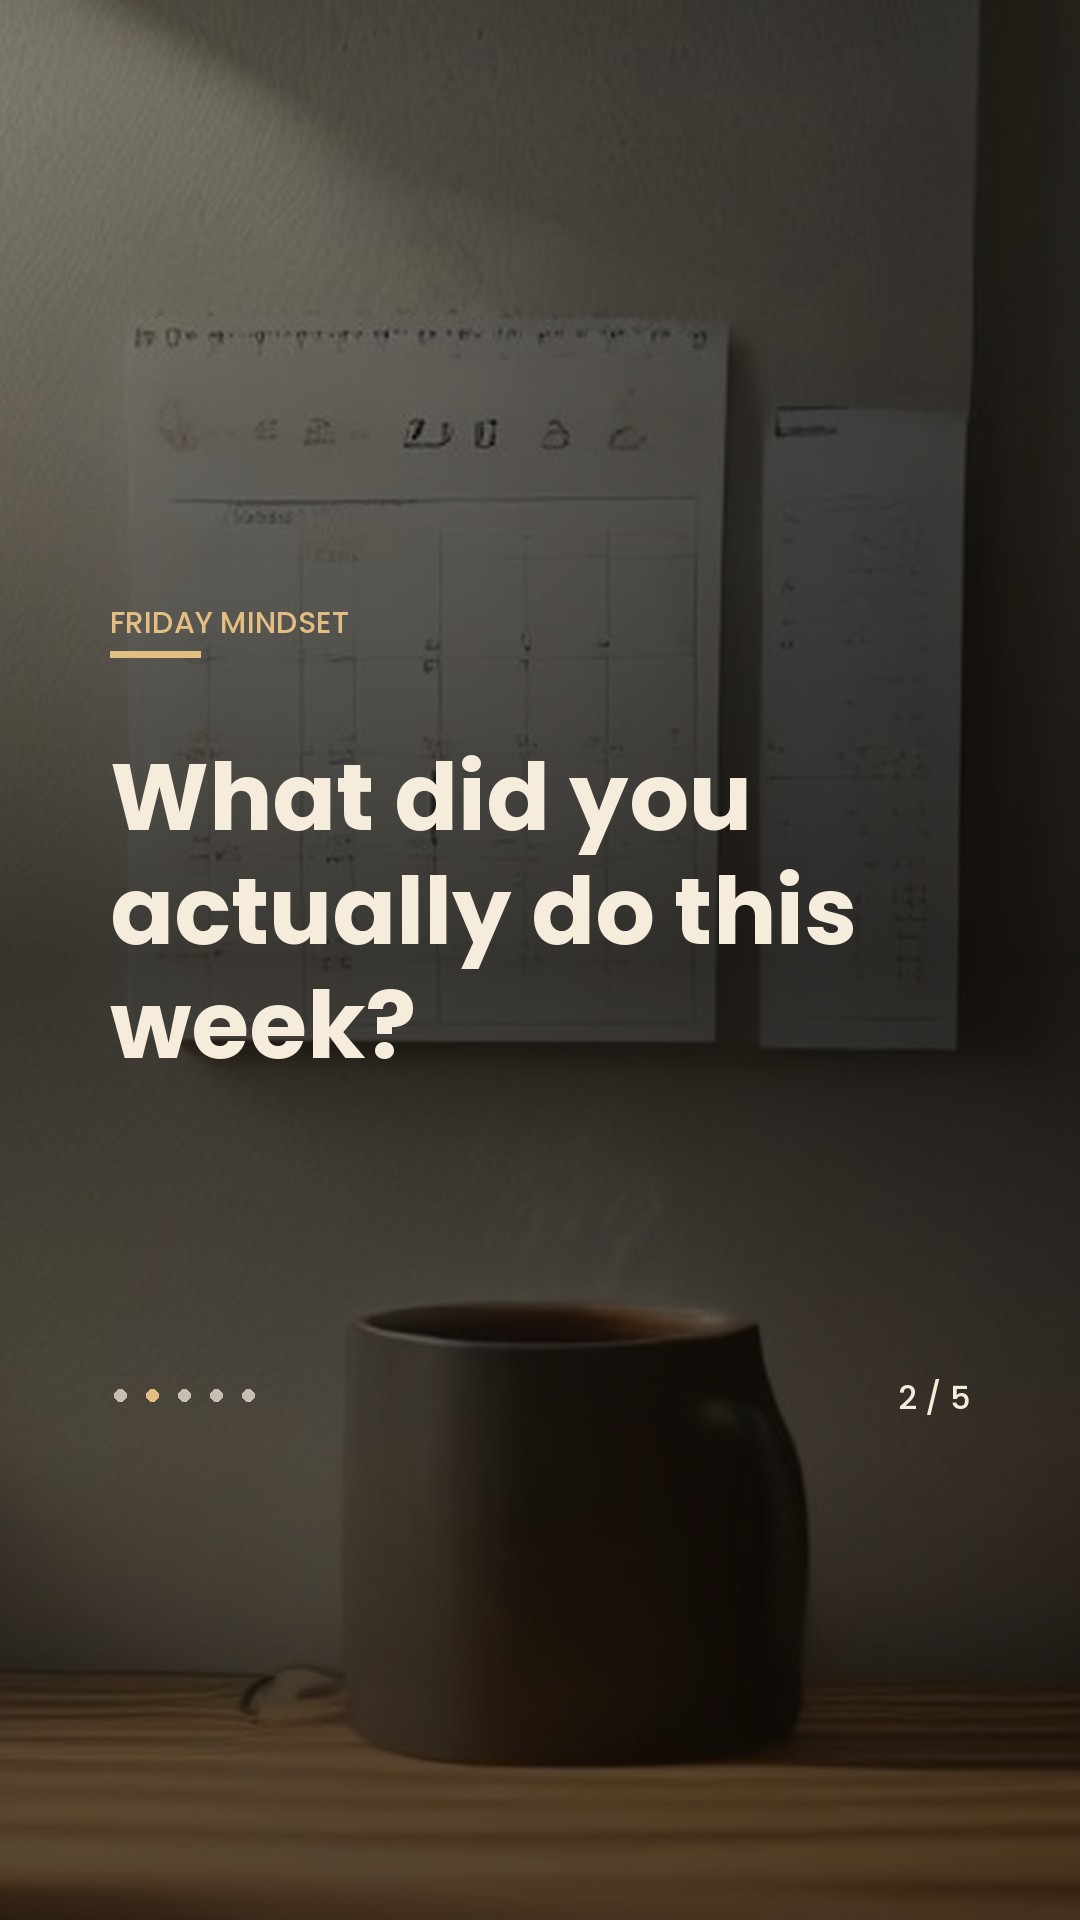 FRIDAY MINDSET
What did you
actually do this
week?
2 / 5